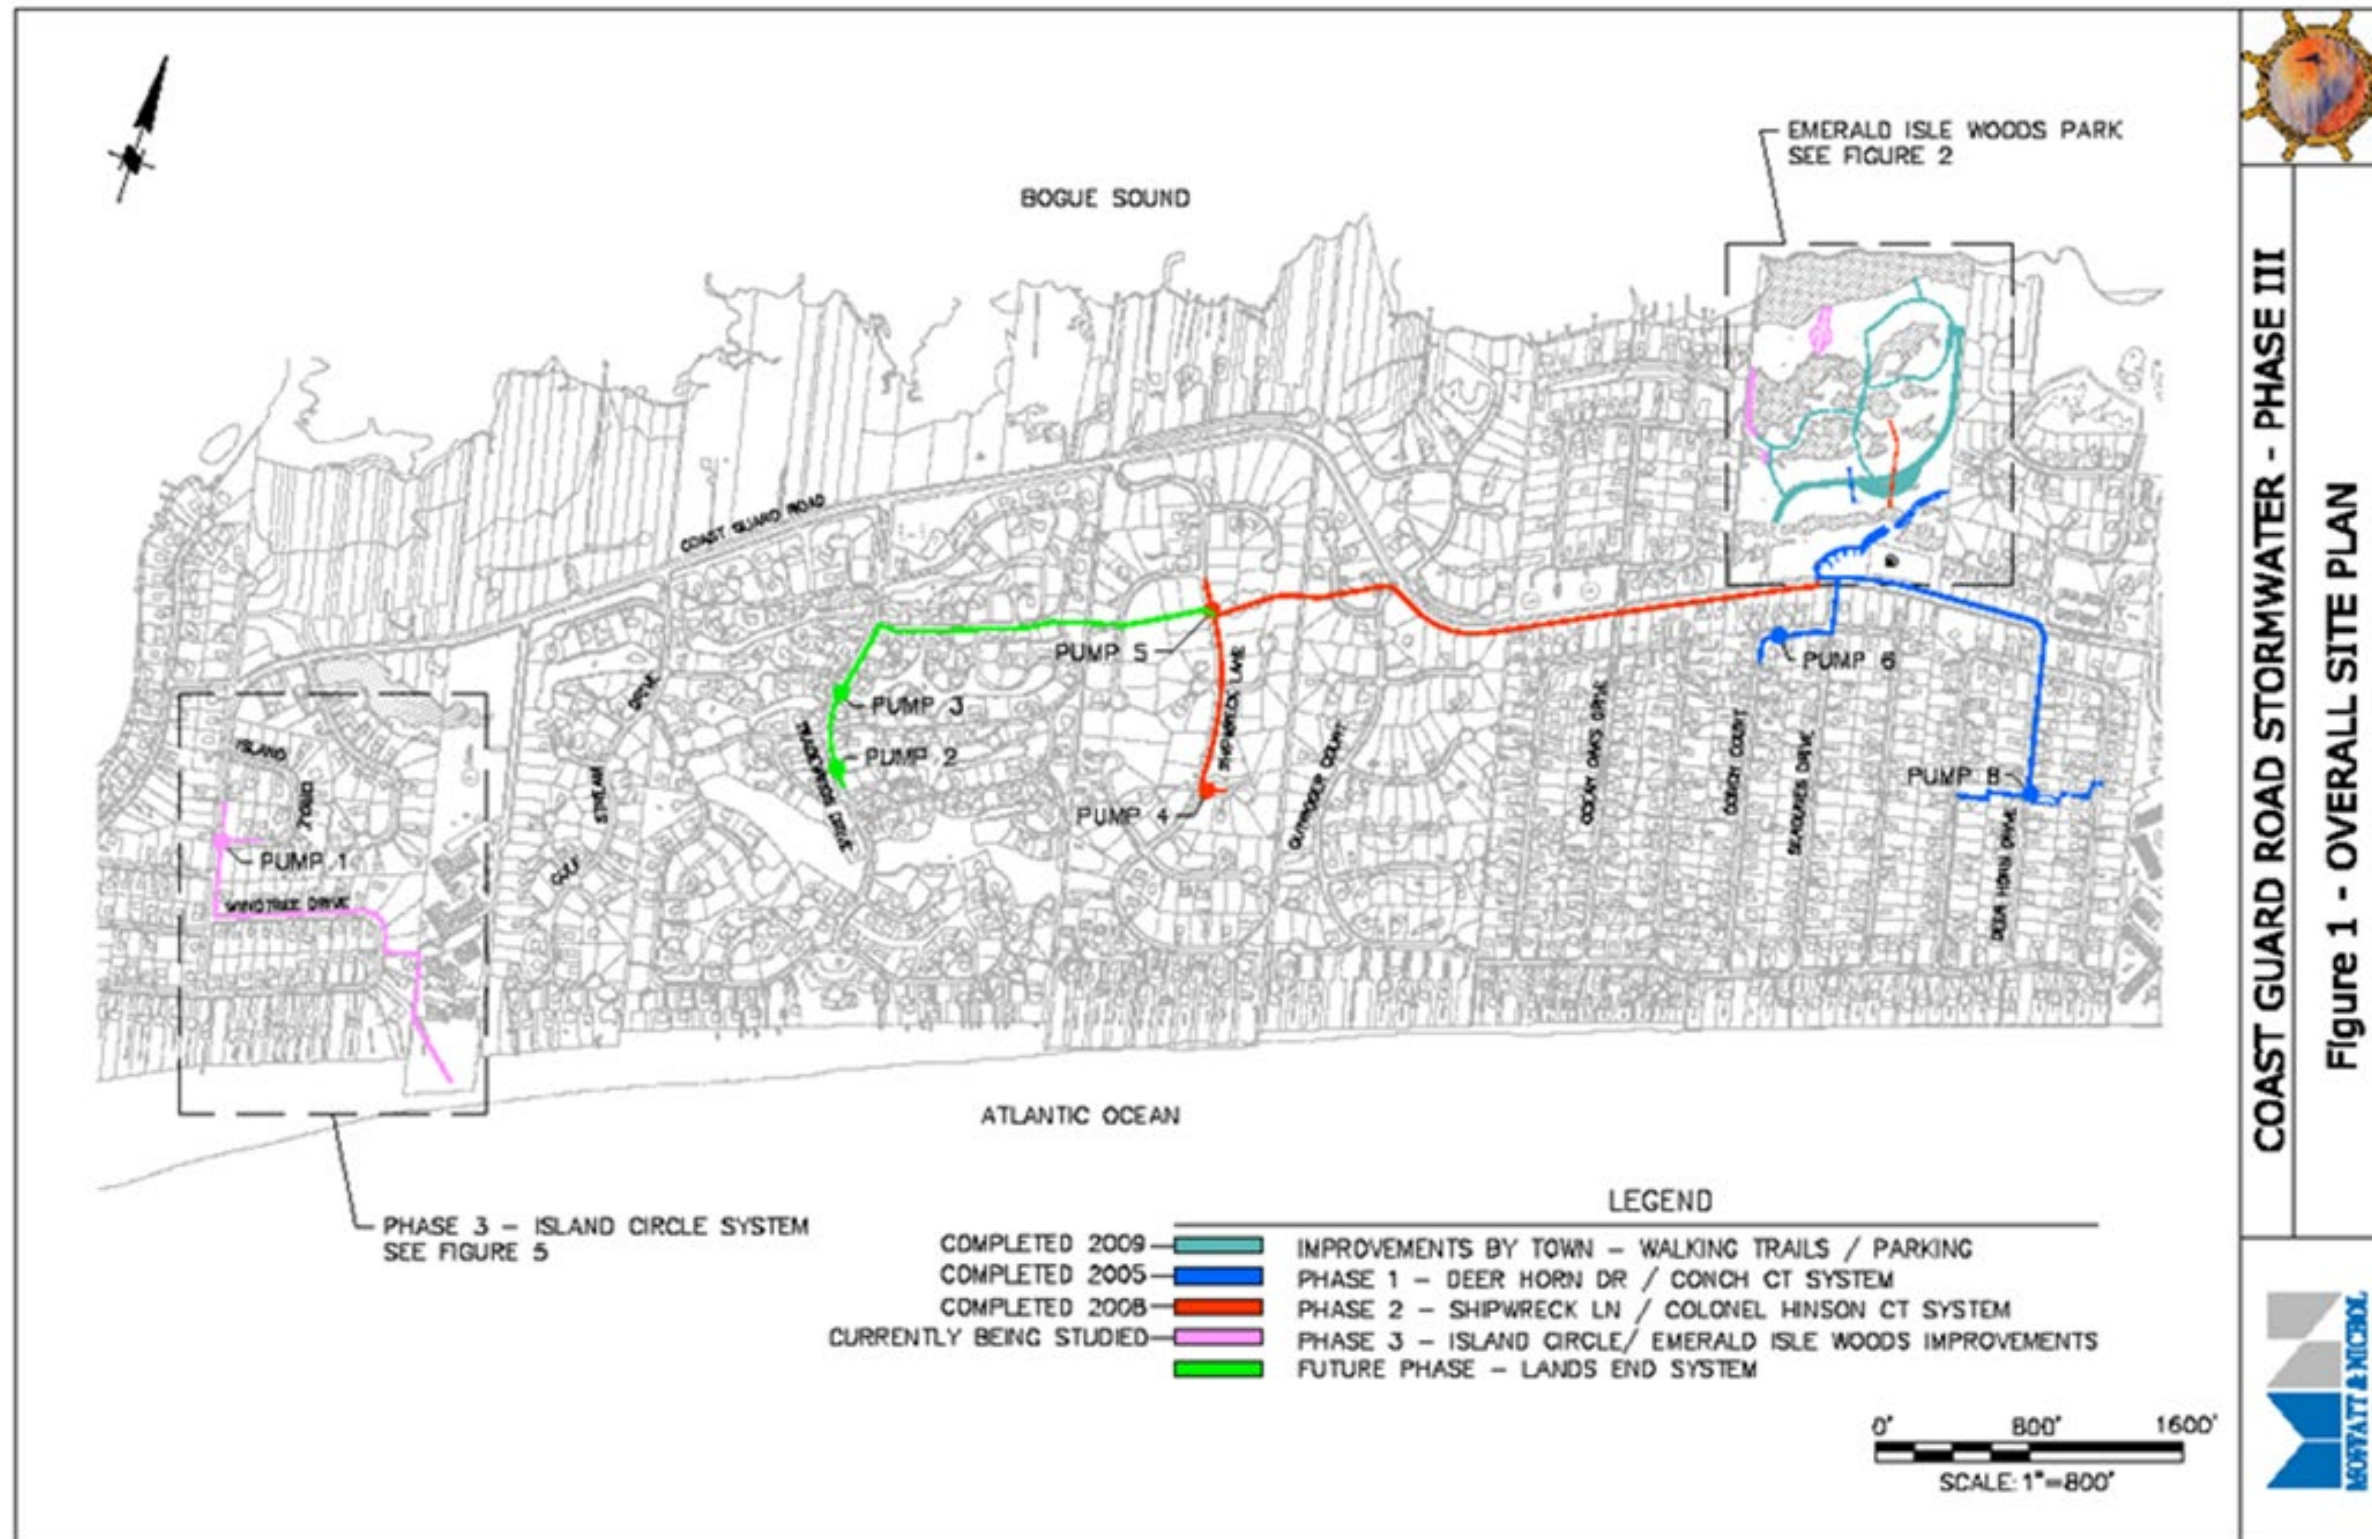 EMERALD ISLE WOODS PARK
SEE FIGURE 2
BOGUE SOUND
COAST GUARD ROAD
PUMP 5
PUMP 6
PUMP 3
PUMP 2
PUMP 8
PUMP 4
PUMP 1
ISLAND
CIRCLE
WINDTREE DRIVE
GULF
STREAM
DRIVE
SHIPWRECK LANE
OUTRIGGER COURT
CONCH COURT
DEER HORN DRIVE
ATLANTIC OCEAN
PHASE 3 - ISLAND CIRCLE SYSTEM
SEE FIGURE 5
LEGEND
COMPLETED 2009 IMPROVEMENTS BY TOWN - WALKING TRAILS / PARKING
COMPLETED 2005 PHASE 1 - DEER HORN DR / CONCH CT SYSTEM
COMPLETED 2008 PHASE 2 - SHIPWRECK LN / COLONEL HINSON CT SYSTEM
CURRENTLY BEING STUDIED PHASE 3 - ISLAND CIRCLE/ EMERALD ISLE WOODS IMPROVEMENTS
FUTURE PHASE - LANDS END SYSTEM
0' 800' 1600'
SCALE: 1"=800'
COAST GUARD ROAD STORMWATER - PHASE III
Figure 1 - OVERALL SITE PLAN
MOFFATT & NICHOL